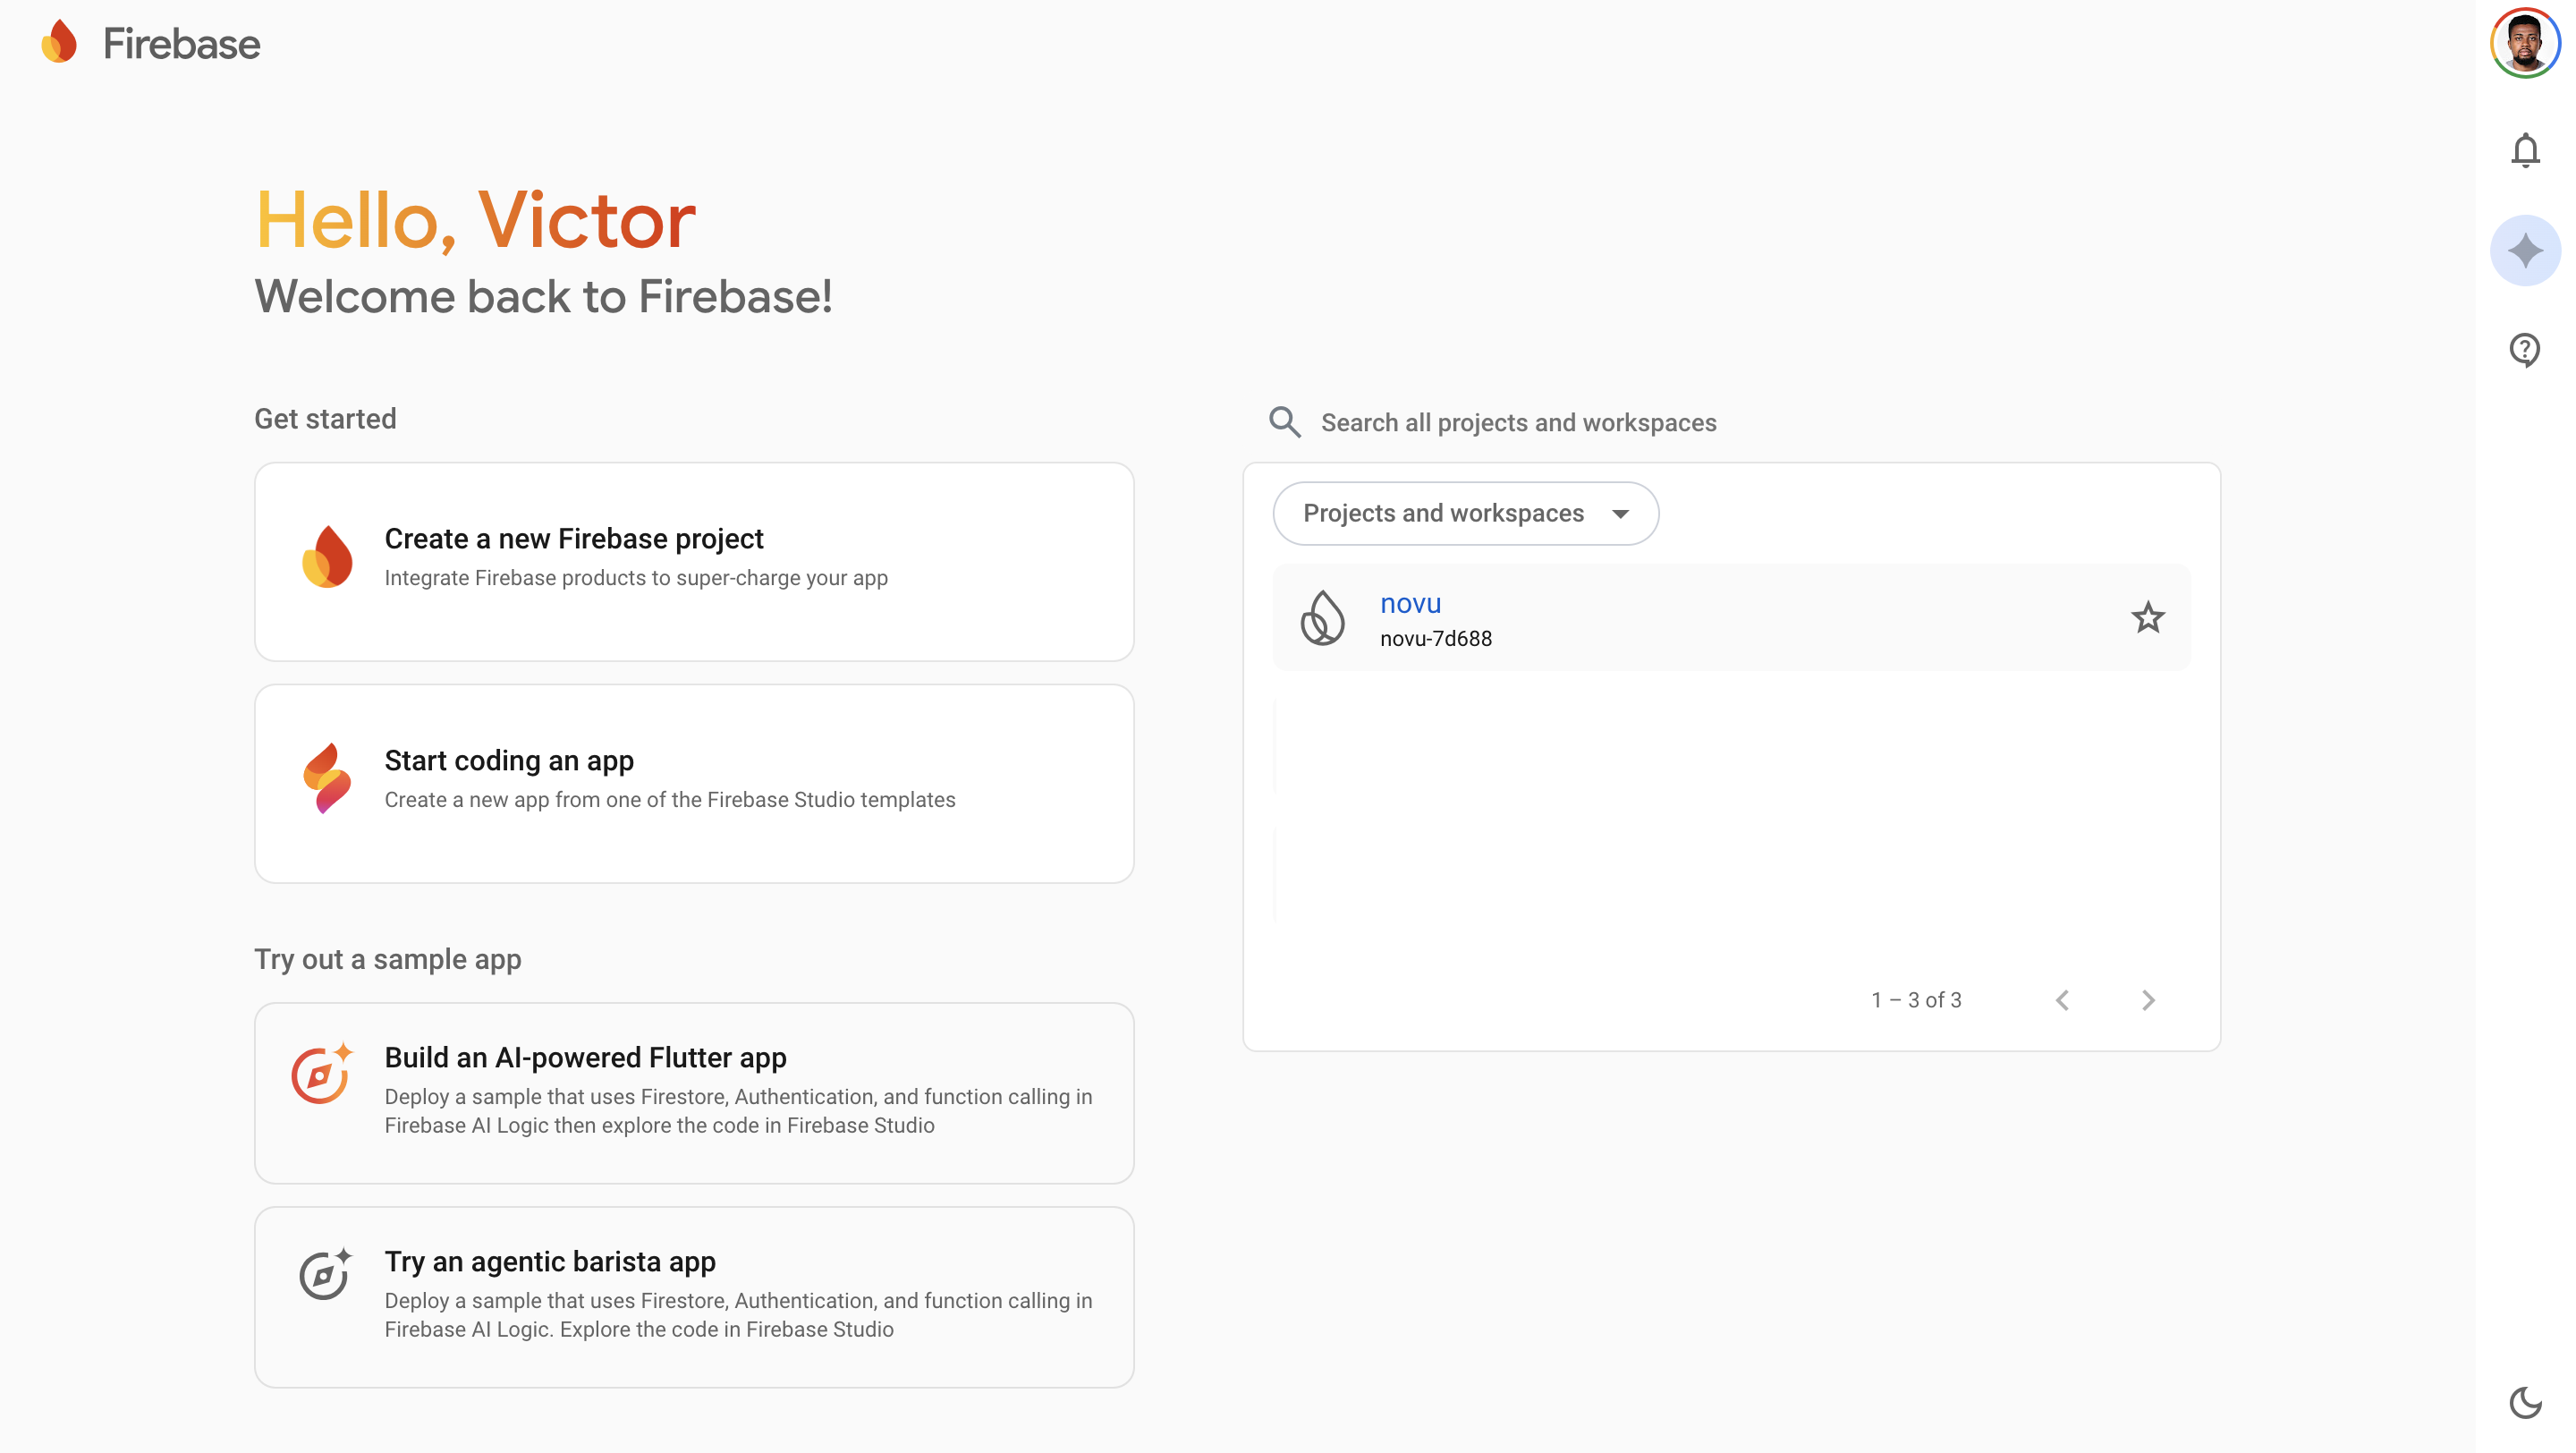 Firebase
Hello, Victor
Welcome back to Firebase!
Get started
Create a new Firebase project
Integrate Firebase products to super-charge your app
Start coding an app
Create a new app from one of the Firebase Studio templates
Try out a sample app
Build an AI-powered Flutter app
Deploy a sample that uses Firestore, Authentication, and function calling in
Firebase AI Logic then explore the code in Firebase Studio
Try an agentic barista app
Deploy a sample that uses Firestore, Authentication, and function calling in
Firebase AI Logic. Explore the code in Firebase Studio
Search all projects and workspaces
Projects and workspaces
novu
novu-7d688
1 – 3 of 3